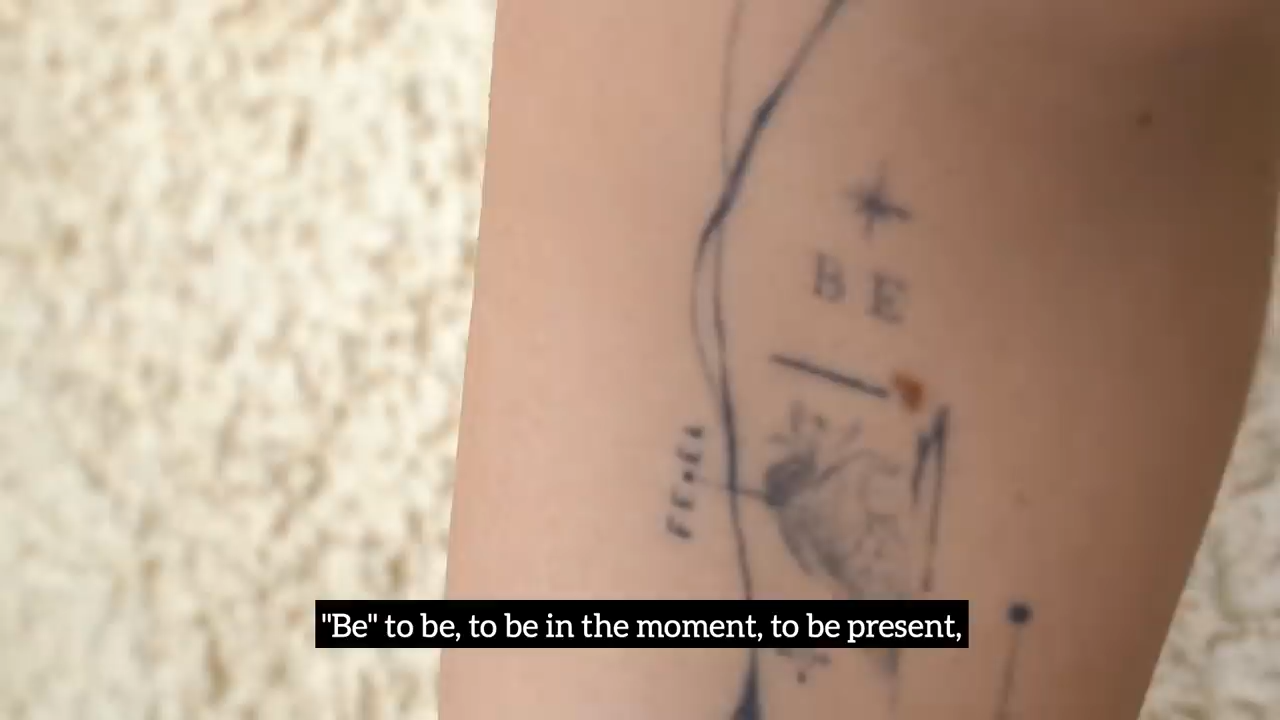 BE
"Be" to be, to be in the moment, to be present,